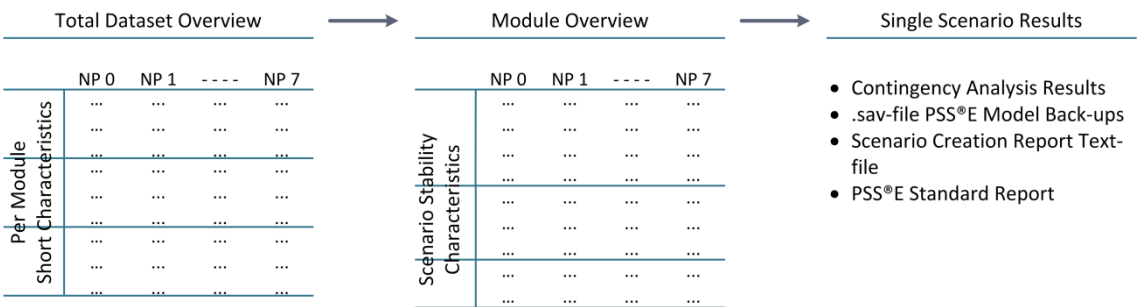 Total Dataset Overview
Module Overview
Single Scenario Results
NP 0 NP 1 - - - - NP 7
Per Module
Short Characteristics
... ... ... ...
... ... ... ...
... ... ... ...
... ... ... ...
... ... ... ...
... ... ... ...
... ... ... ...
... ... ... ...
... ... ... ...
NP 0 NP 1 - - - - NP 7
Scenario Stability
Characteristics
... ... ... ...
... ... ... ...
... ... ... ...
... ... ... ...
... ... ... ...
... ... ... ...
... ... ... ...
... ... ... ...
... ... ... ...
• Contingency Analysis Results
• .sav-file PSS®E Model Back-ups
• Scenario Creation Report Text-
file
• PSS®E Standard Report